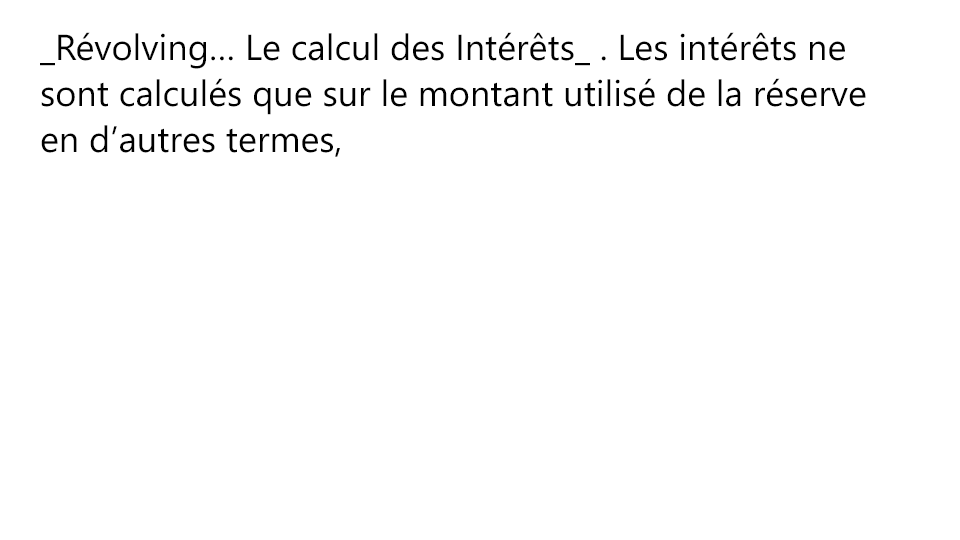 _Révolving... Le calcul des Intérêts_ . Les intérêts ne
sont calculés que sur le montant utilisé de la réserve
en d’autres termes,